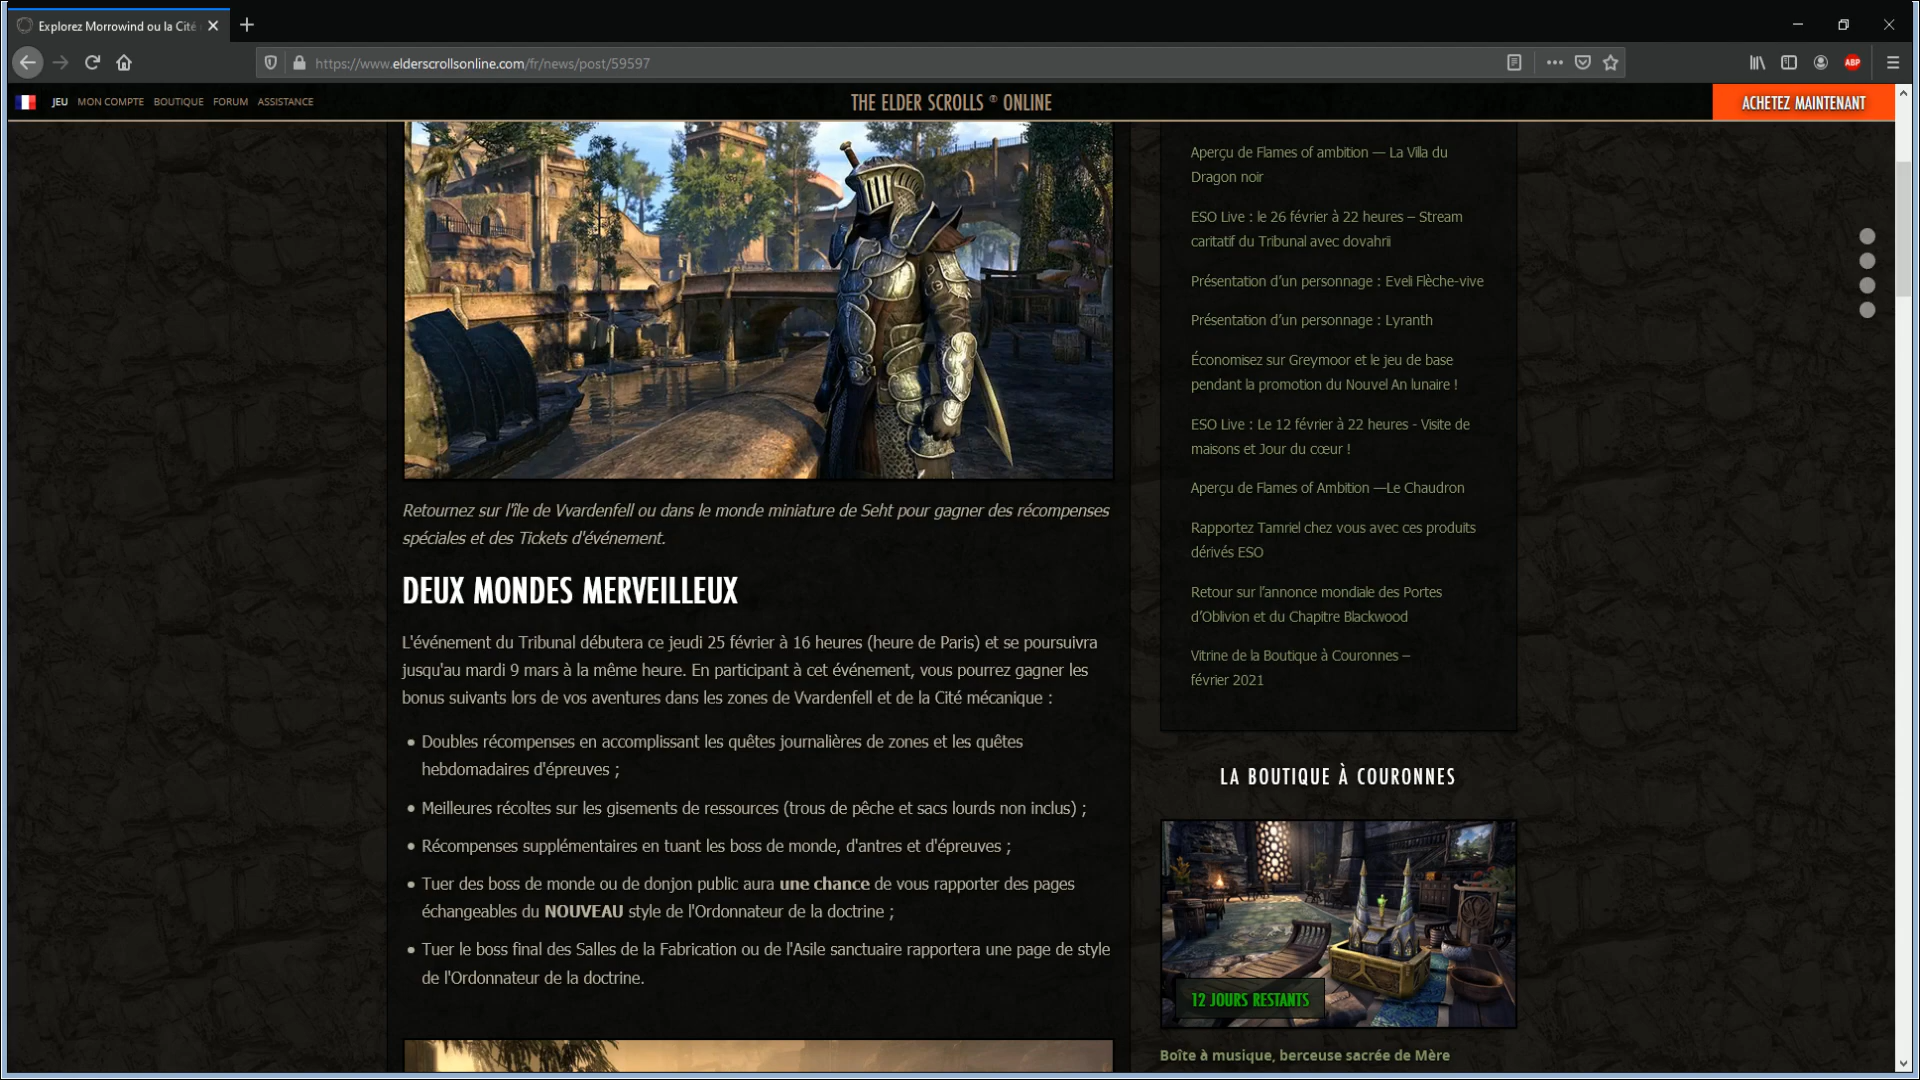 Explorez Morrowind ou la Cité
https://www.elderscrollsonline.com/fr/news/post/59597
ABP
JEU MON COMPTE BOUTIQUE FORUM ASSISTANCE
THE ELDER SCROLLS ® ONLINE
ACHETEZ MAINTENANT
Retournez sur l'île de Vvardenfell ou dans le monde miniature de Seht pour gagner des récompenses
spéciales et des Tickets d'événement.
DEUX MONDES MERVEILLEUX
L'événement du Tribunal débutera ce jeudi 25 février à 16 heures (heure de Paris) et se poursuivra
jusqu'au mardi 9 mars à la même heure. En participant à cet événement, vous pourrez gagner les
bonus suivants lors de vos aventures dans les zones de Vvardenfell et de la Cité mécanique :
• Doubles récompenses en accomplissant les quêtes journalières de zones et les quêtes
hebdomadaires d'épreuves ;
• Meilleures récoltes sur les gisements de ressources (trous de pêche et sacs lourds non inclus) ;
• Récompenses supplémentaires en tuant les boss de monde, d'antres et d'épreuves ;
• Tuer des boss de monde ou de donjon public aura une chance de vous rapporter des pages
échangeables du NOUVEAU style de l'Ordonnateur de la doctrine ;
• Tuer le boss final des Salles de la Fabrication ou de l'Asile sanctuaire rapportera une page de style
de l'Ordonnateur de la doctrine.
Aperçu de Flames of ambition — La Villa du
Dragon noir
ESO Live : le 26 février à 22 heures – Stream
caritatif du Tribunal avec dovahrii
Présentation d’un personnage : Eveli Flèche-vive
Présentation d’un personnage : Lyranth
Économisez sur Greymoor et le jeu de base
pendant la promotion du Nouvel An lunaire !
ESO Live : Le 12 février à 22 heures - Visite de
maisons et Jour du cœur !
Aperçu de Flames of Ambition —Le Chaudron
Rapportez Tamriel chez vous avec ces produits
dérivés ESO
Retour sur l’annonce mondiale des Portes
d’Oblivion et du Chapitre Blackwood
Vitrine de la Boutique à Couronnes –
février 2021
LA BOUTIQUE À COURONNES
12 JOURS RESTANTS
Boîte à musique, berceuse sacrée de Mère